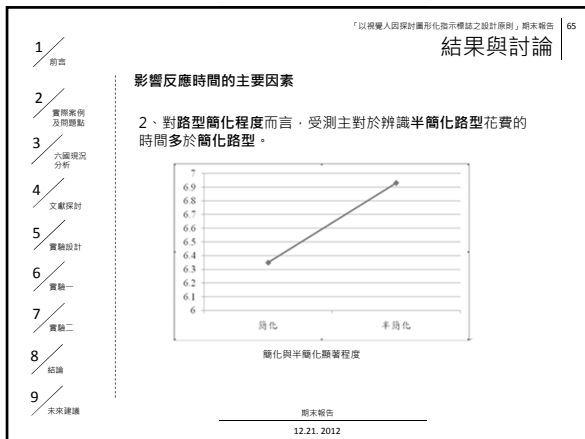 「以視覺人因探討圖形化指示標誌之設計原則」期末報告
65
結果與討論
1
前言
2
實際案例
及問題點
3
六國現況
分析
4
文獻探討
5
實驗設計
6
實驗一
7
實驗二
8
結論
9
未來建議
影響反應時間的主要因素
2、對路型簡化程度而言，受測主對於辨識半簡化路型花費的
時間多於簡化路型。
7
6.9
6.8
6.7
6.6
6.5
6.4
6.3
6.2
6.1
6
簡化
半簡化
簡化與半簡化顯著程度
期末報告
12.21. 2012